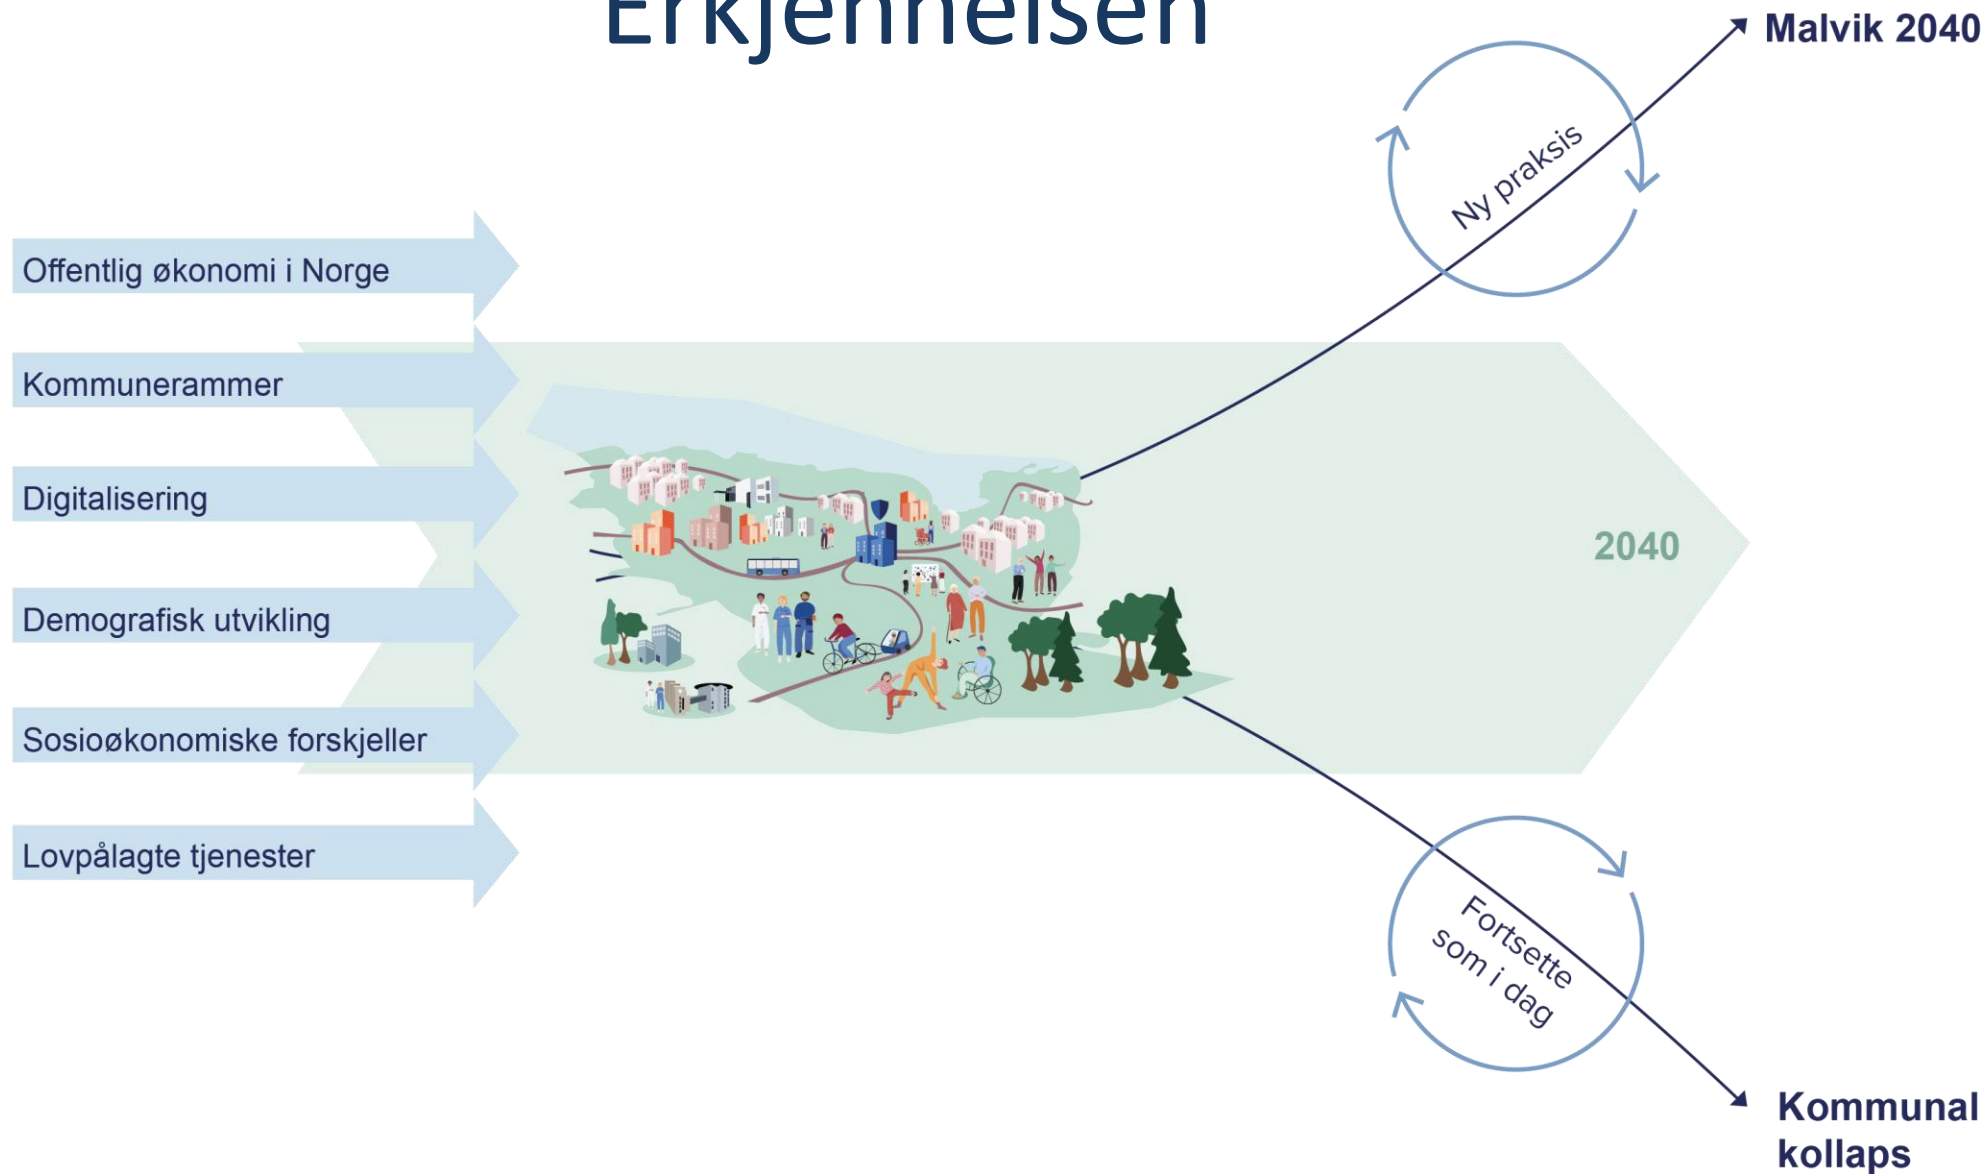 Erkjennelsen
Malvik 2040
Ny praksis
Offentlig økonomi i Norge
Kommunerammer
Digitalisering
Demografisk utvikling
Sosioøkonomiske forskjeller
Lovpålagte tjenester
2040
Fortsette
som i dag
Kommunal
kollaps